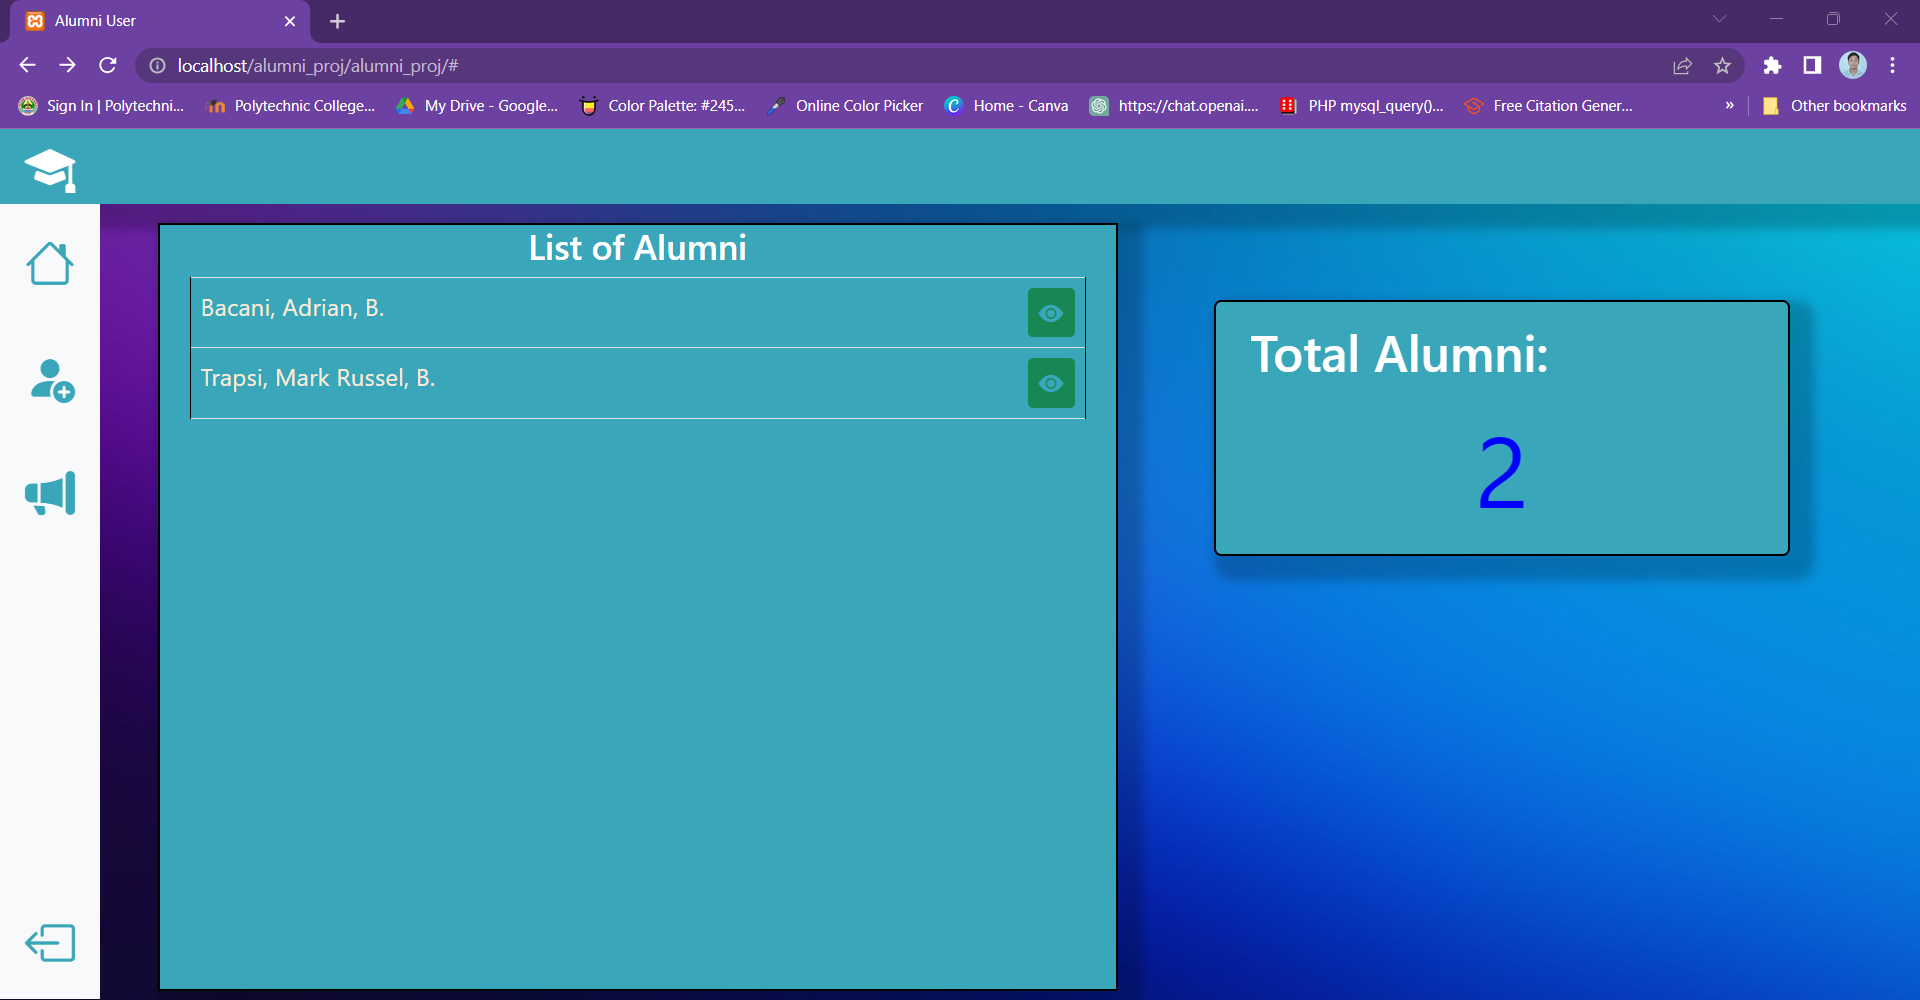 Alumni User
localhost/alumni_proj/alumni_proj/#
Sign In | Polytechni...
Polytechnic College...
My Drive - Google...
Color Palette: #245...
Online Color Picker
Home - Canva
https://chat.openai....
PHP mysql_query()...
Free Citation Gener...
»
Other bookmarks
List of Alumni
Bacani, Adrian, B.
Trapsi, Mark Russel, B.
Total Alumni:
2